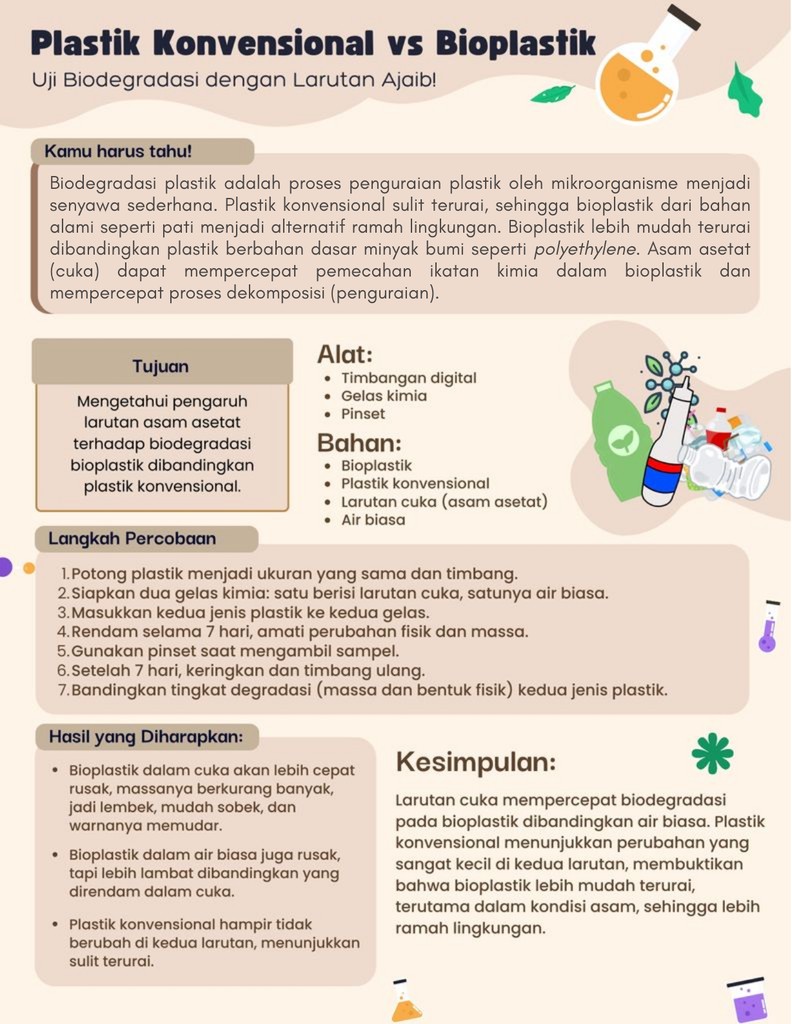 Plastik Konvensional vs Bioplastik
Uji Biodegradasi dengan Larutan Ajaib!
Kamu harus tahu!
Biodegradasi plastik adalah proses penguraian plastik oleh mikroorganisme menjadi
senyawa sederhana. Plastik konvensional sulit terurai, sehingga bioplastik dari bahan
alami seperti pati menjadi alternatif ramah lingkungan. Bioplastik lebih mudah terurai
dibandingkan plastik berbahan dasar minyak bumi seperti polyethylene. Asam asetat
(cuka) dapat mempercepat pemecahan ikatan kimia dalam bioplastik dan
mempercepat proses dekomposisi (penguraian).
Tujuan
Mengetahui pengaruh
larutan asam asetat
terhadap biodegradasi
bioplastik dibandingkan
plastik konvensional.
Alat:
• Timbangan digital
• Gelas kimia
• Pinset
Bahan:
• Bioplastik
• Plastik konvensional
• Larutan cuka (asam asetat)
• Air biasa
Langkah Percobaan
1. Potong plastik menjadi ukuran yang sama dan timbang.
2. Siapkan dua gelas kimia: satu berisi larutan cuka, satunya air biasa.
3. Masukkan kedua jenis plastik ke kedua gelas.
4. Rendam selama 7 hari, amati perubahan fisik dan massa.
5. Gunakan pinset saat mengambil sampel.
6. Setelah 7 hari, keringkan dan timbang ulang.
7. Bandingkan tingkat degradasi (massa dan bentuk fisik) kedua jenis plastik.
Hasil yang Diharapkan:
• Bioplastik dalam cuka akan lebih cepat
rusak, massanya berkurang banyak,
jadi lembek, mudah sobek, dan
warnanya memudar.
• Bioplastik dalam air biasa juga rusak,
tapi lebih lambat dibandingkan yang
direndam dalam cuka.
• Plastik konvensional hampir tidak
berubah di kedua larutan, menunjukkan
sulit terurai.
Kesimpulan:
Larutan cuka mempercepat biodegradasi
pada bioplastik dibandingkan air biasa. Plastik
konvensional menunjukkan perubahan yang
sangat kecil di kedua larutan, membuktikan
bahwa bioplastik lebih mudah terurai,
terutama dalam kondisi asam, sehingga lebih
ramah lingkungan.